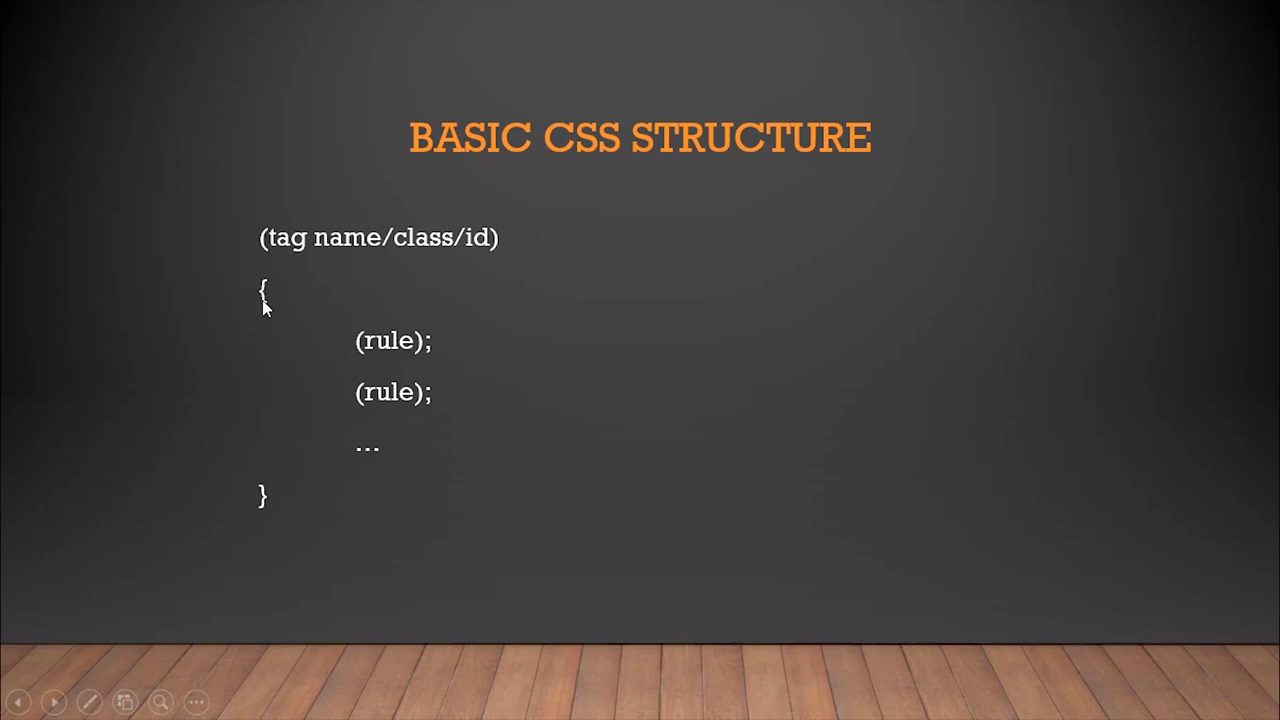 BASIC CSS STRUCTURE
(tag name/class/id)
{
(rule);
(rule);
...
}